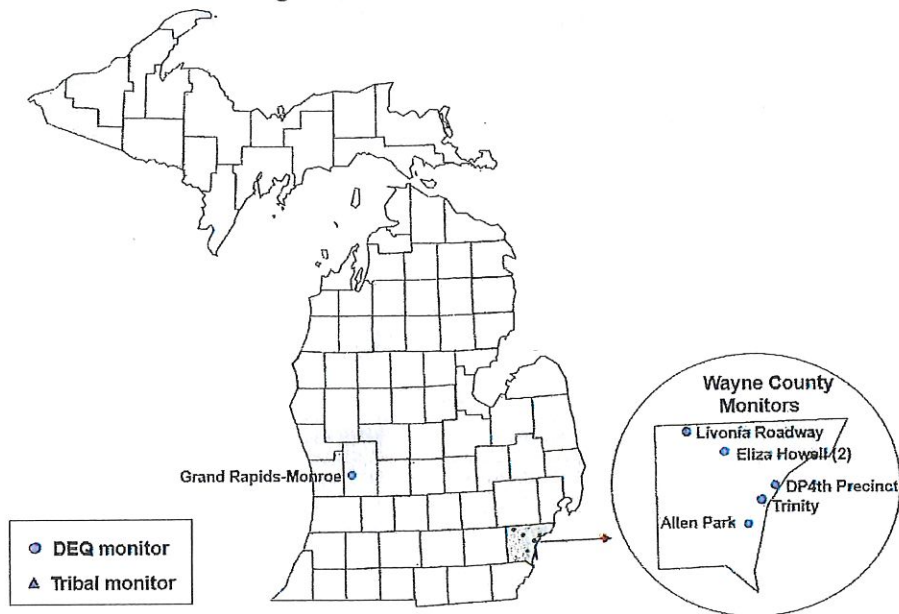 Grand Rapids-Monroe
DEQ monitor
Tribal monitor
Wayne County
Monitors
Livonia Roadway
Eliza Howell (2)
DP4th Precinct
Trinity
Allen Park